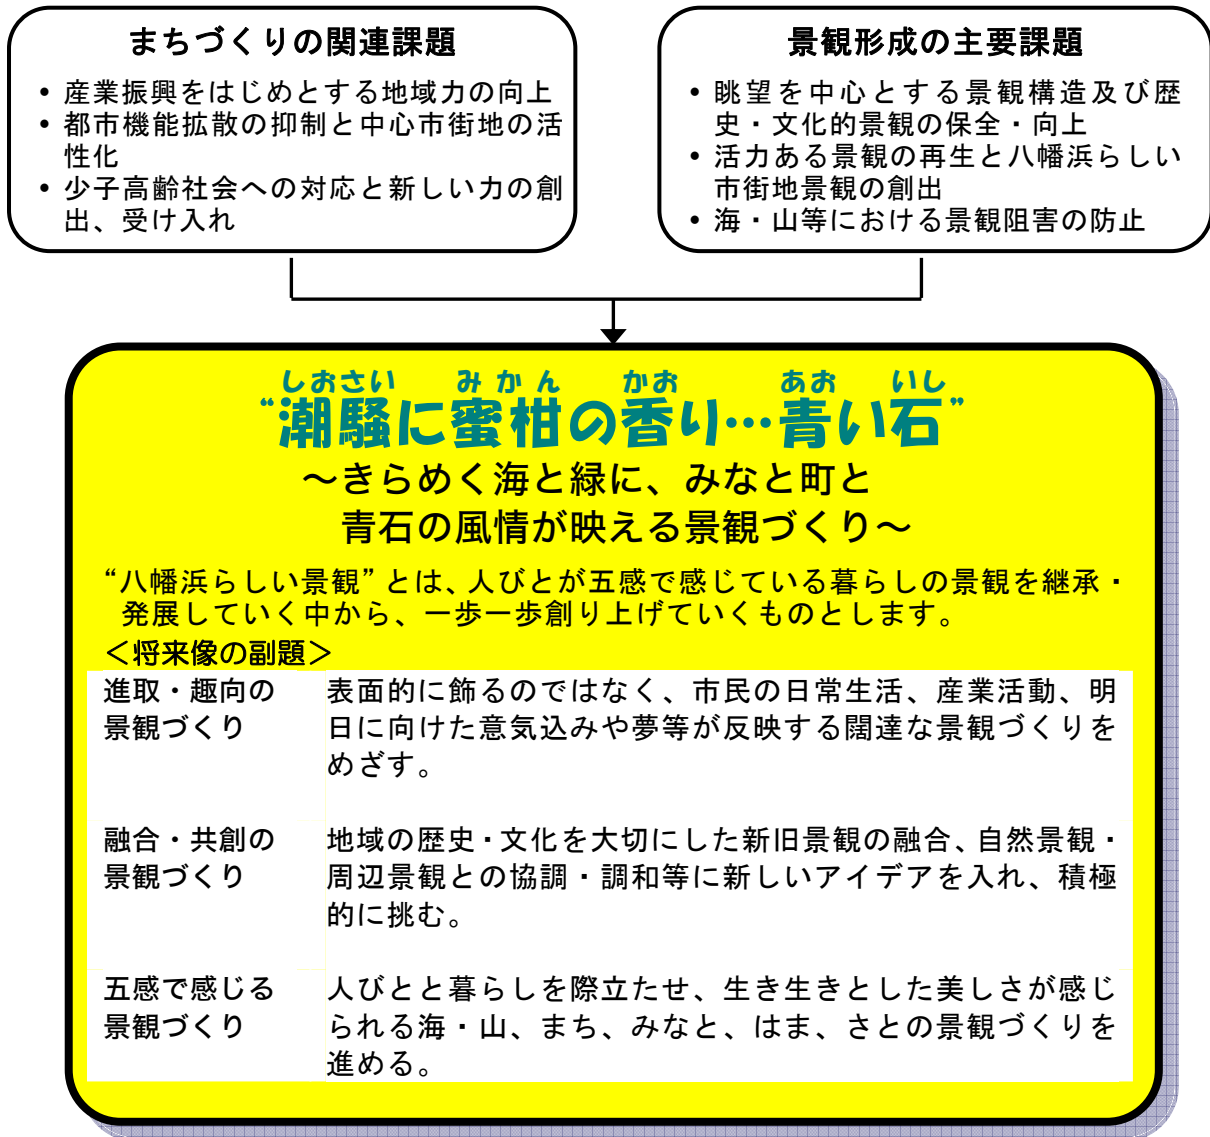 まちづくりの関連課題
• 産業振興をはじめとする地域力の向上
• 都市機能拡散の抑制と中心市街地の活
性化
• 少子高齢社会への対応と新しい力の創
出、受け入れ
景観形成の主要課題
• 眺望を中心とする景観構造及び歴
史・文化的景観の保全・向上
• 活力ある景観の再生と八幡浜らしい
市街地景観の創出
• 海・山等における景観阻害の防止
しおさい みかん かお あお いし
“潮騒に蜜柑の香り…青い石”
～きらめく海と緑に、みなと町と
青石の風情が映える景観づくり～
“八幡浜らしい景観”とは、人びとが五感で感じている暮らしの景観を継承・
発展していく中から、一歩一歩創り上げていくものとします。
＜将来像の副題＞
進取・趣向の
景観づくり
表面的に飾るのではなく、市民の日常生活、産業活動、明
日に向けた意気込みや夢等が反映する闊達な景観づくりを
めざす。
融合・共創の
景観づくり
地域の歴史・文化を大切にした新旧景観の融合、自然景観・
周辺景観との協調・調和等に新しいアイデアを入れ、積極
的に挑む。
五感で感じる
景観づくり
人びとと暮らしを際立たせ、生き生きとした美しさが感じ
られる海・山、まち、みなと、はま、さとの景観づくりを
進める。